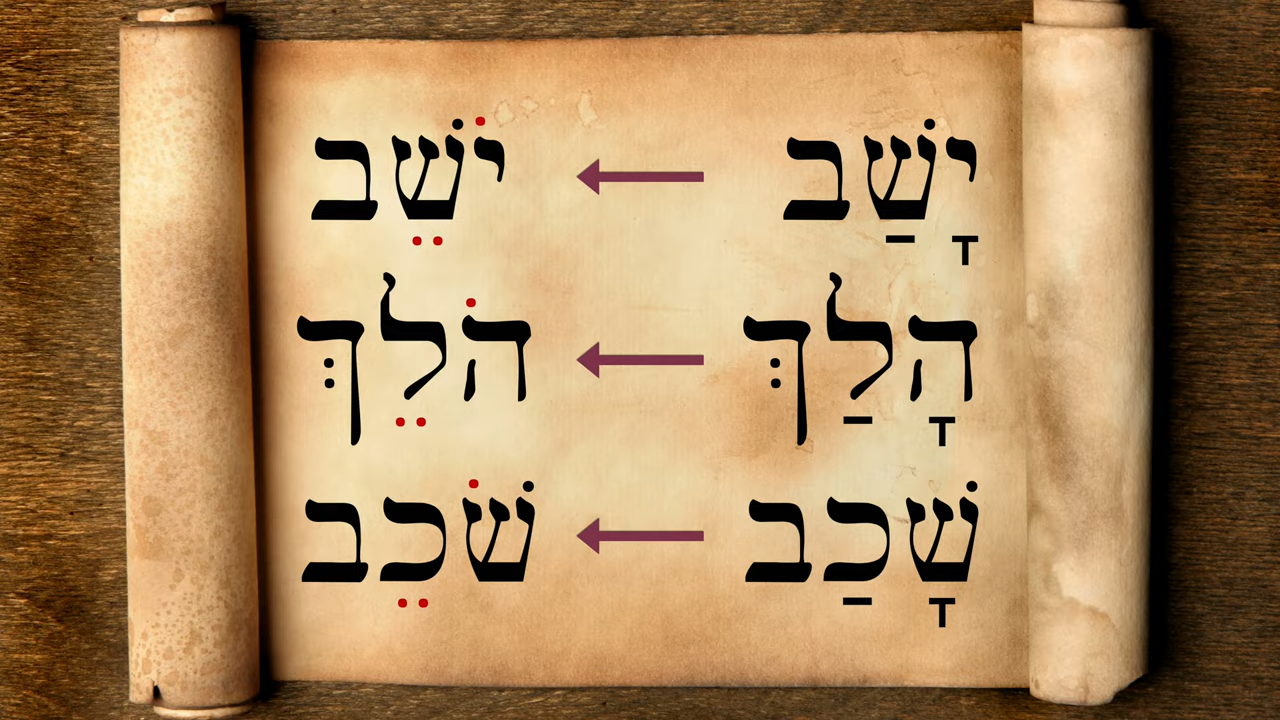 יָשַׁב ← יֹשֵׁב
הָלַךְ ← הֹלֵךְ
שָׁכַב ← שֹׁכֵב